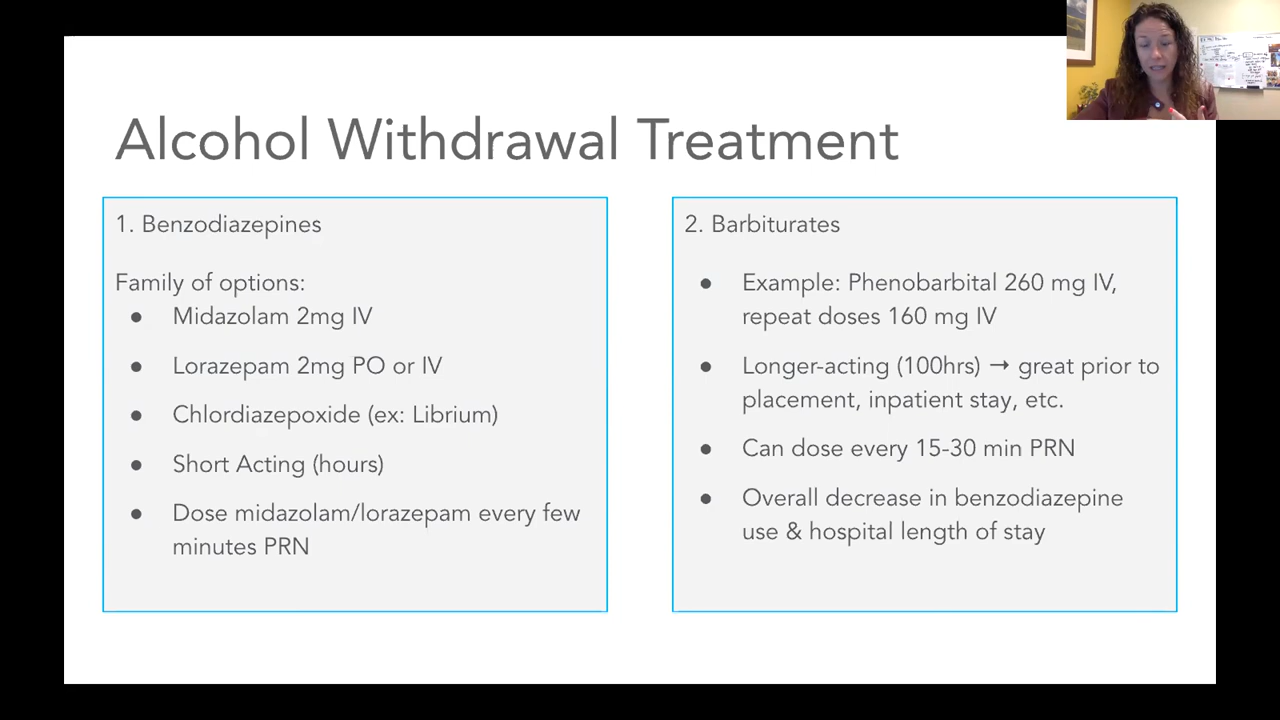 Alcohol Withdrawal Treatment
1. Benzodiazepines
Family of options:
● Midazolam 2mg IV
● Lorazepam 2mg PO or IV
● Chlordiazepoxide (ex: Librium)
● Short Acting (hours)
● Dose midazolam/lorazepam every few
minutes PRN
2. Barbiturates
● Example: Phenobarbital 260 mg IV,
repeat doses 160 mg IV
● Longer-acting (100hrs) → great prior to
placement, inpatient stay, etc.
● Can dose every 15-30 min PRN
● Overall decrease in benzodiazepine
use & hospital length of stay